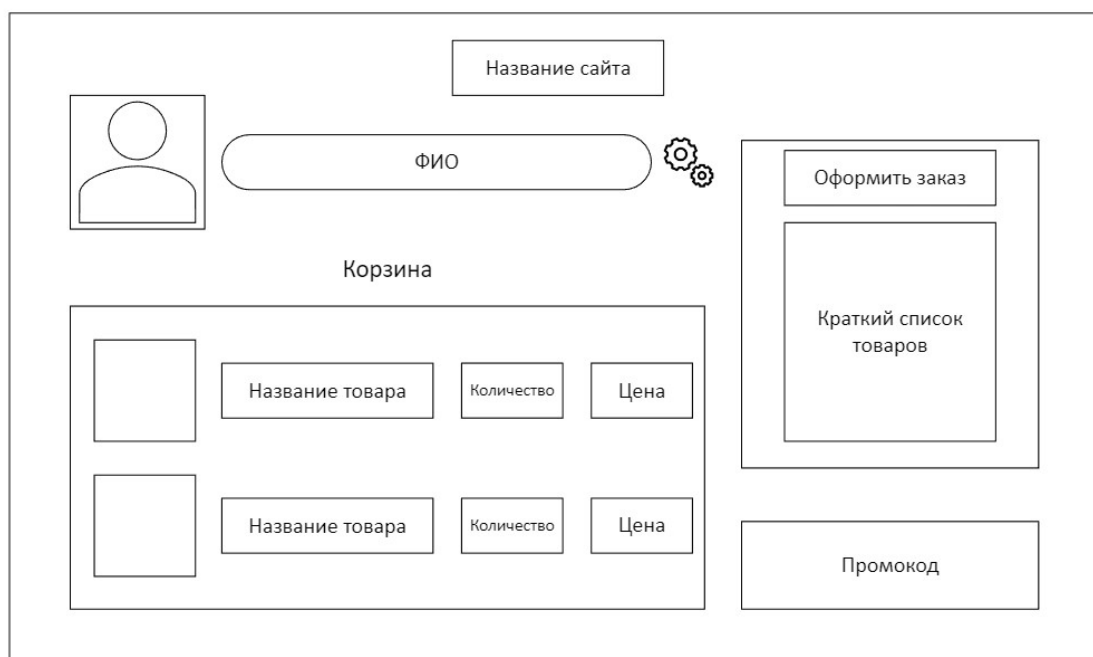 Название сайта
ФИО
Оформить заказ
Корзина
Краткий список
товаров
Название товара
Количество
Цена
Название товара
Количество
Цена
Промокод